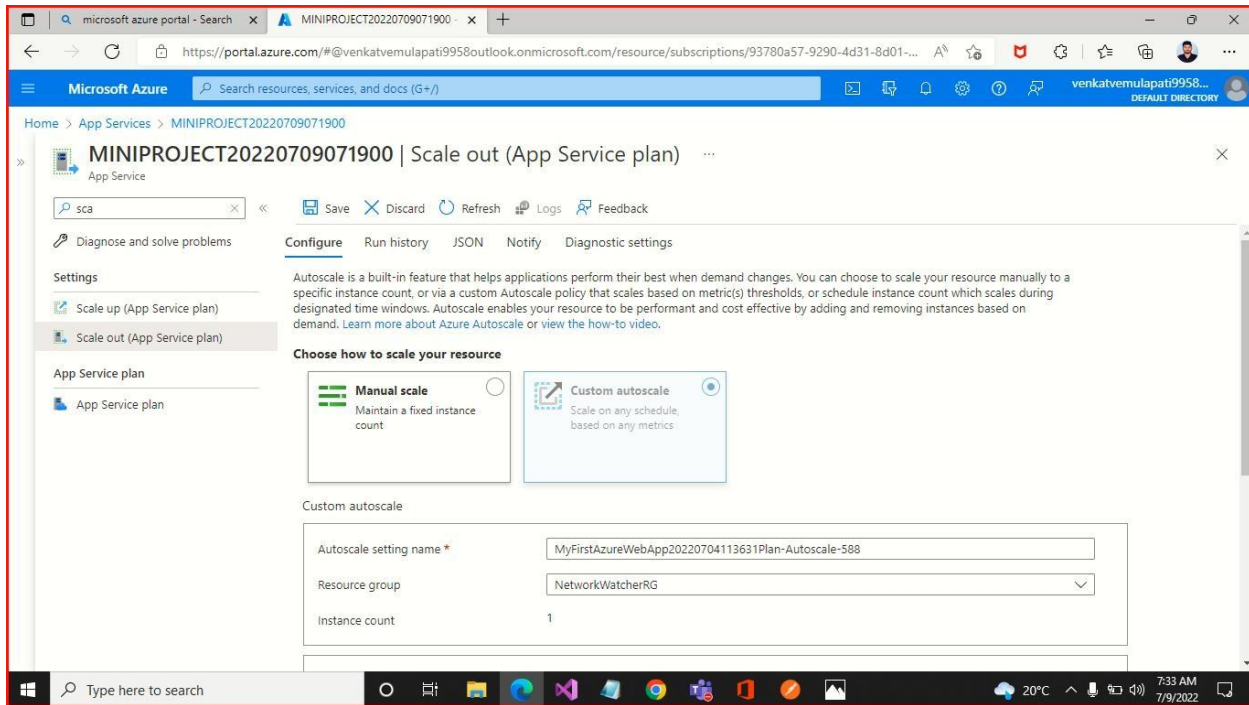 microsoft azure portal - Search
MINIPROJECT20220709071900 -
https://portal.azure.com/#@venkatvemulapati9958outlook.onmicrosoft.com/resource/subscriptions/93780a57-9290-4d31-8d01-...
Microsoft Azure
Search resources, services, and docs (G+/)
venkatvemulapati9958...
DEFAULT DIRECTORY
Home > App Services > MINIPROJECT20220709071900
MINIPROJECT20220709071900 | Scale out (App Service plan) ...
App Service
sca
Save Discard Refresh Logs Feedback
Diagnose and solve problems
Settings
Scale up (App Service plan)
Scale out (App Service plan)
App Service plan
App Service plan
Configure Run history JSON Notify Diagnostic settings
Autoscale is a built-in feature that helps applications perform their best when demand changes. You can choose to scale your resource manually to a
specific instance count, or via a custom Autoscale policy that scales based on metric(s) thresholds, or schedule instance count which scales during
designated time windows. Autoscale enables your resource to be performant and cost effective by adding and removing instances based on
demand. Learn more about Azure Autoscale or view the how-to video.
Choose how to scale your resource
Manual scale
Maintain a fixed instance
count
Custom autoscale
Scale on any schedule,
based on any metrics
Custom autoscale
Autoscale setting name *
MyFirstAzureWebApp20220704113631Plan-Autoscale-588
Resource group
NetworkWatcherRG
Instance count
1
Type here to search
20°C
7:33 AM
7/9/2022